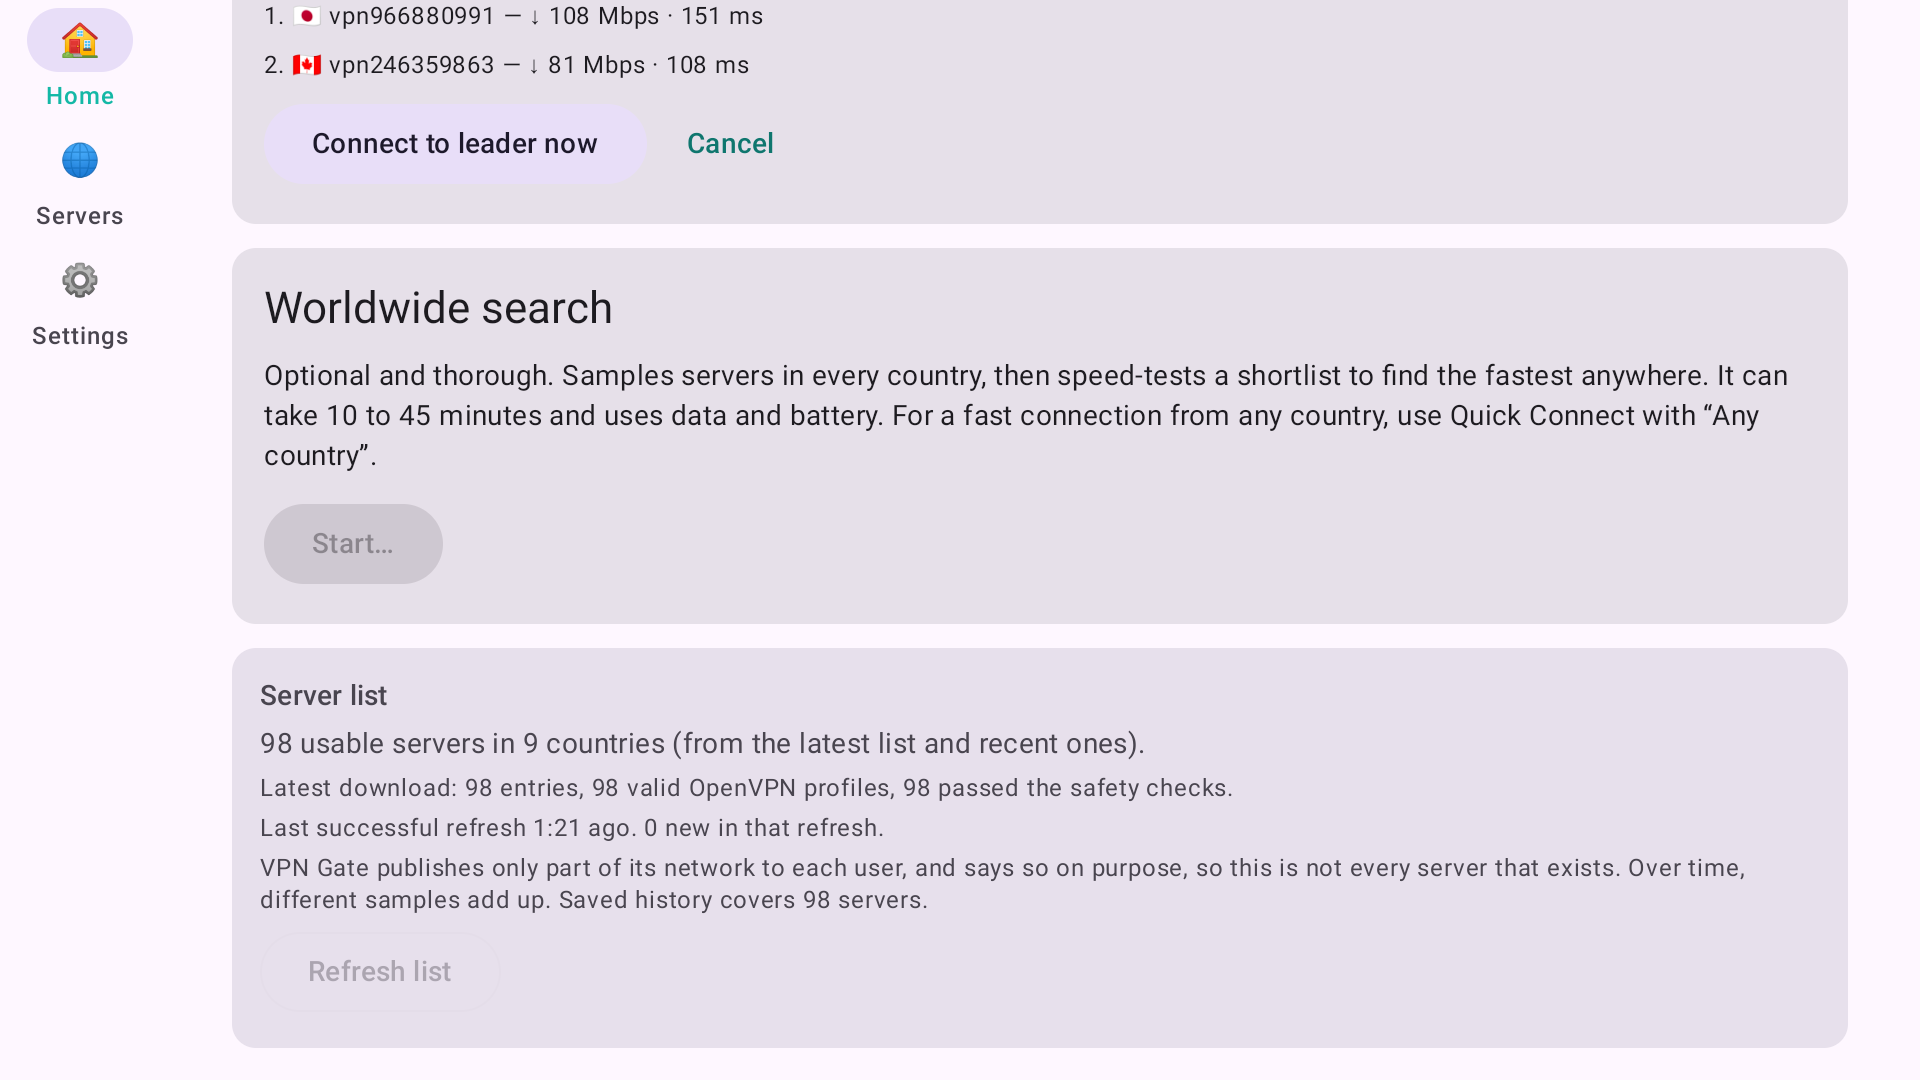 Home
Servers
Settings
1. 🇯🇵 vpn966880991 — ↓ 108 Mbps · 151 ms
2. 🇨🇦 vpn246359863 — ↓ 81 Mbps · 108 ms
Connect to leader now
Cancel
Worldwide search
Optional and thorough. Samples servers in every country, then speed-tests a shortlist to find the fastest anywhere. It can
take 10 to 45 minutes and uses data and battery. For a fast connection from any country, use Quick Connect with “Any
country”.
Start…
Server list
98 usable servers in 9 countries (from the latest list and recent ones).
Latest download: 98 entries, 98 valid OpenVPN profiles, 98 passed the safety checks.
Last successful refresh 1:21 ago. 0 new in that refresh.
VPN Gate publishes only part of its network to each user, and says so on purpose, so this is not every server that exists. Over time,
different samples add up. Saved history covers 98 servers.
Refresh list